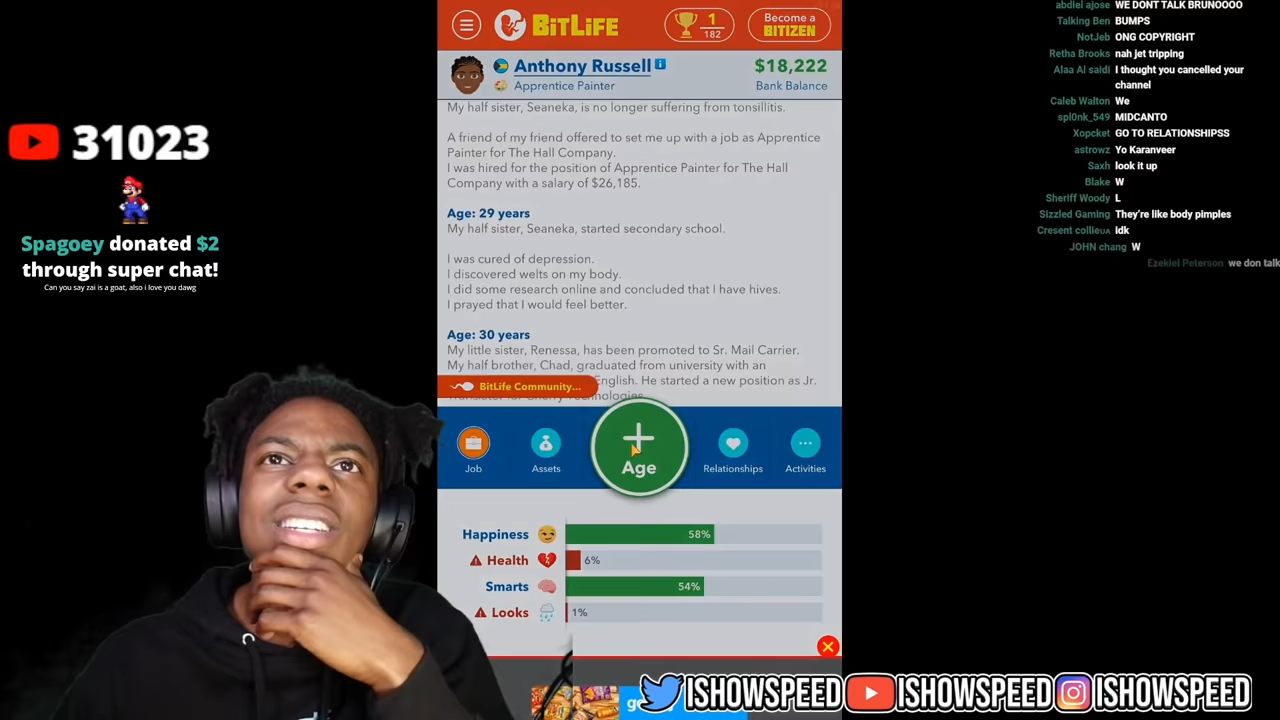 31023
Spagoey donated $2
through super chat!
Can you say zai is a goat, also i love you dawg
BITLIFE
1
182
Become a
BITIZEN
Anthony Russell
Apprentice Painter
$18,222
Bank Balance
My half sister, Seaneka, is no longer suffering from tonsillitis.
A friend of my friend offered to set me up with a job as Apprentice
Painter for The Hall Company.
I was hired for the position of Apprentice Painter for The Hall
Company with a salary of $26,185.
Age: 29 years
My half sister, Seaneka, started secondary school.
I was cured of depression.
I discovered welts on my body.
I did some research online and concluded that I have hives.
I prayed that I would feel better.
Age: 30 years
My little sister, Renessa, has been promoted to Sr. Mail Carrier.
My half brother, Chad, graduated from university with an
BitLife Community...
English. He started a new position as Jr.
Job
Assets
+
Age
Relationships
Activities
Happiness 58%
Health 6%
Smarts 54%
Looks 1%
abdiel ajose WE DONT TALK BRUNOOOO
Talking Ben BUMPS
NotJeb ONG COPYRIGHT
Retha Brooks nah jet tripping
Alaa Al saidi I thought you cancelled your
channel
Caleb Walton We
spl0nk_549 MIDCANTO
Xopcket GO TO RELATIONSHIPSS
astrowz Yo Karanveer
Saxh look it up
Blake W
Sheriff Woody L
Sizzled Gaming They're like body pimples
Cresent collieUA idk
JOHN chang W
Ezekiel Peterson we don talk
ISHOWSPEED ISHOWSPEED ISHOWSPEED